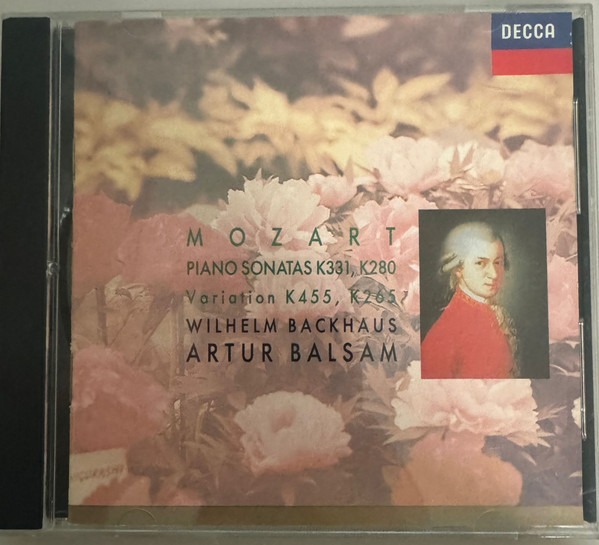 DECCA
MOZART
PIANO SONATAS K331, K280
Variation K455, K265
WILHELM BACKHAUS
ARTUR BALSAM